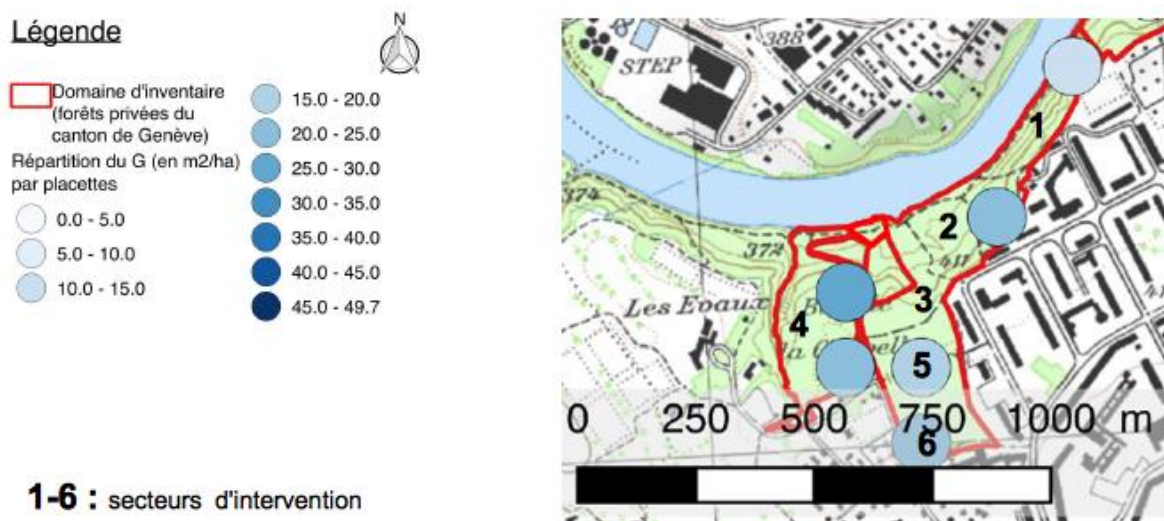 Légende
N
Domaine d'inventaire
(forêts privées du
canton de Genève)
Répartition du G (en m2/ha)
par placettes
0.0 - 5.0
5.0 - 10.0
10.0 - 15.0
15.0 - 20.0
20.0 - 25.0
25.0 - 30.0
30.0 - 35.0
35.0 - 40.0
40.0 - 45.0
45.0 - 49.7
1-6 : secteurs d'intervention
STEP
388
1
374
372
2
411
3
Les Evaux
4
la
5
0 250 500 750 1000 m
6